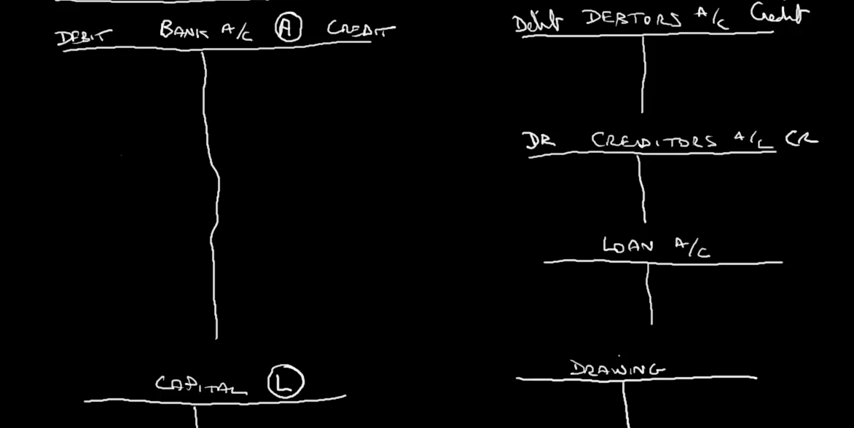 DEBIT BANK A/C A CREDIT
CAPITAL L
Debit DEBTORS A/C Credit
DR CREDITORS A/C CR
LOAN A/C
DRAWING